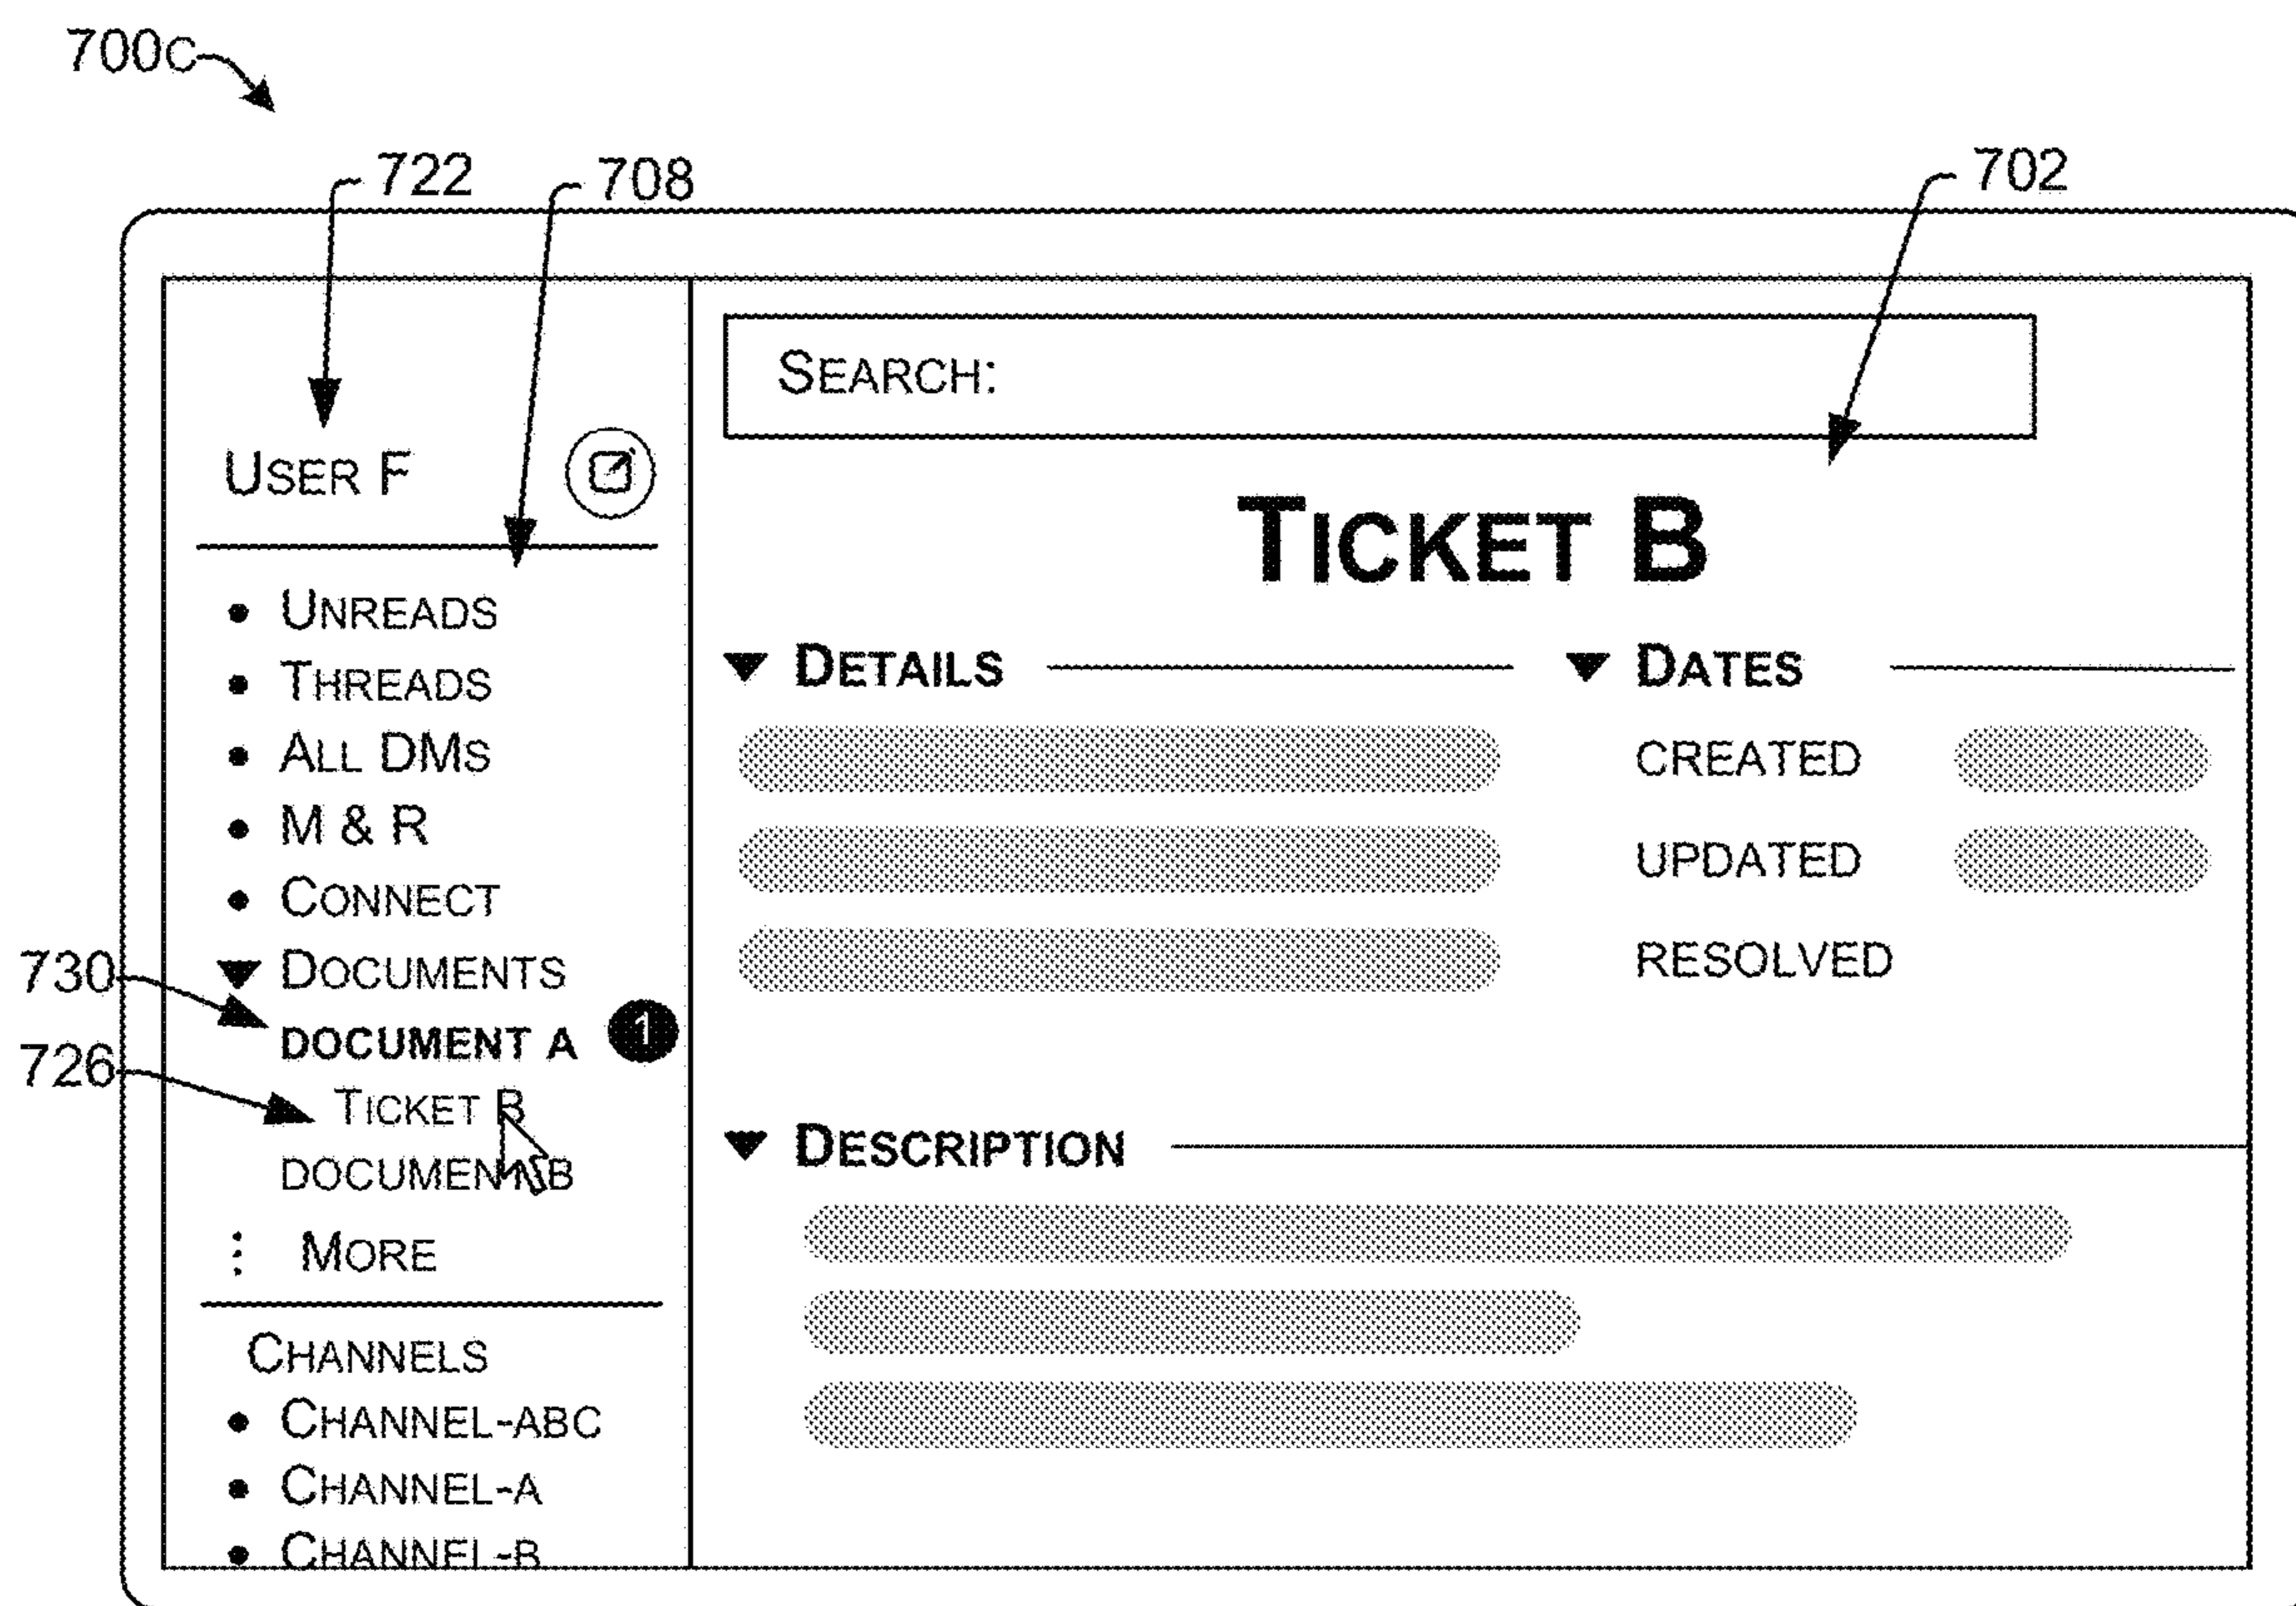 700C
722
708
702
SEARCH:
USER F
TICKET B
UNREADS
THREADS
ALL DMS
M & R
CONNECT
DOCUMENTS
730
DOCUMENT A 1
726
TICKET B
DOCUMENT B
MORE
CHANNELS
CHANNEL-ABC
CHANNEL-A
CHANNEL-B
DETAILS
DATES
CREATED
UPDATED
RESOLVED
DESCRIPTION